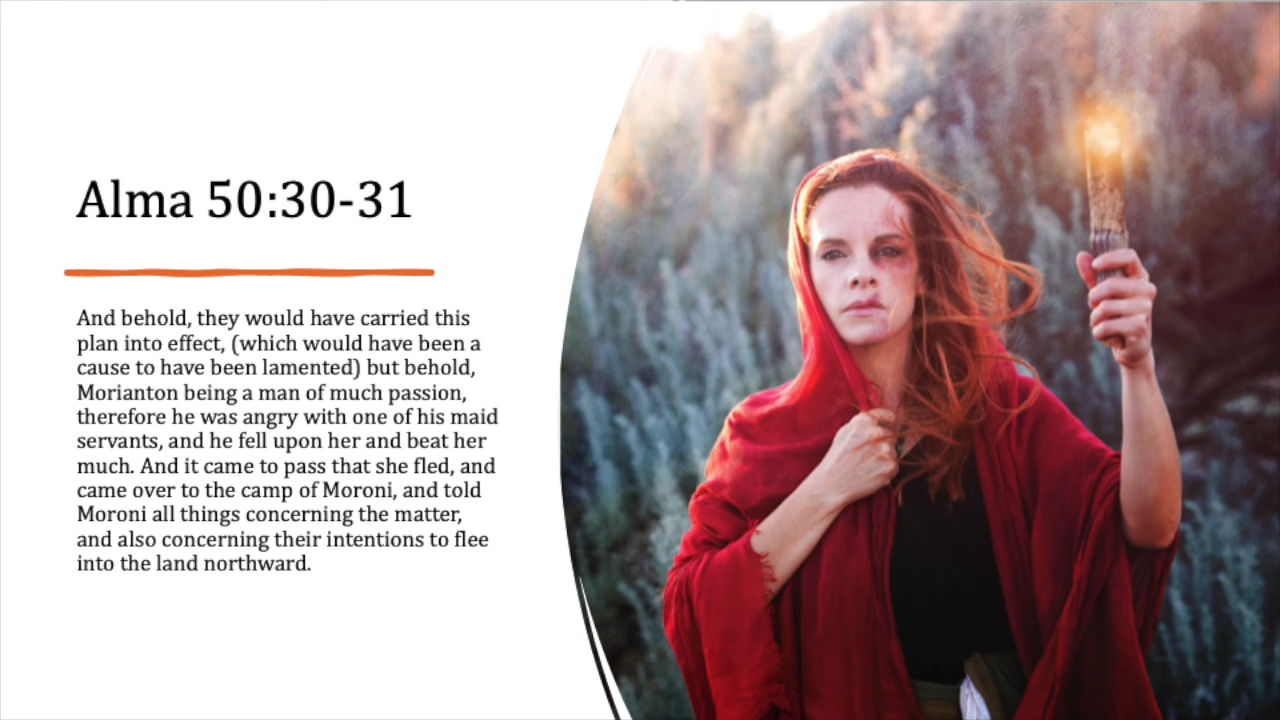 Alma 50:30-31
And behold, they would have carried this
plan into effect, (which would have been a
cause to have been lamented) but behold,
Morianton being a man of much passion,
therefore he was angry with one of his maid
servants, and he fell upon her and beat her
much. And it came to pass that she fled, and
came over to the camp of Moroni, and told
Moroni all things concerning the matter,
and also concerning their intentions to flee
into the land northward.